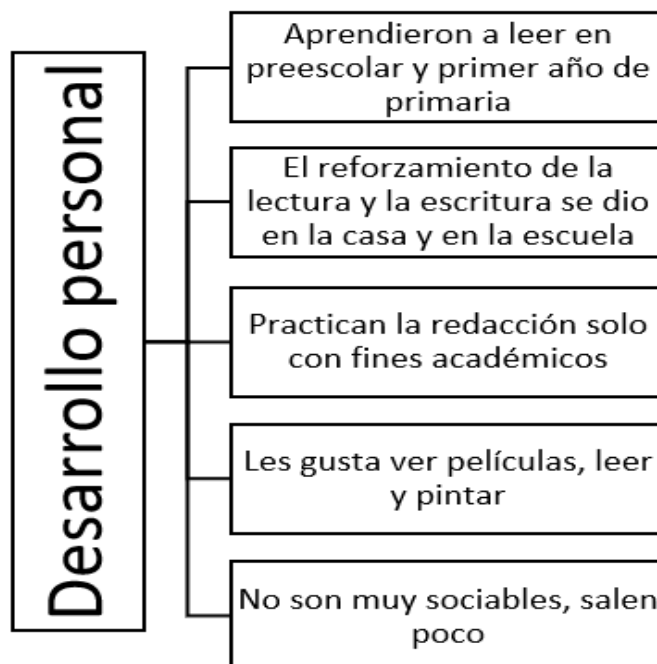 Desarrollo personal
Aprendieron a leer en
preescolar y primer año de
primaria
El reforzamiento de la
lectura y la escritura se dio
en la casa y en la escuela
Practican la redacción solo
con fines académicos
Les gusta ver películas, leer
y pintar
No son muy sociables, salen
poco